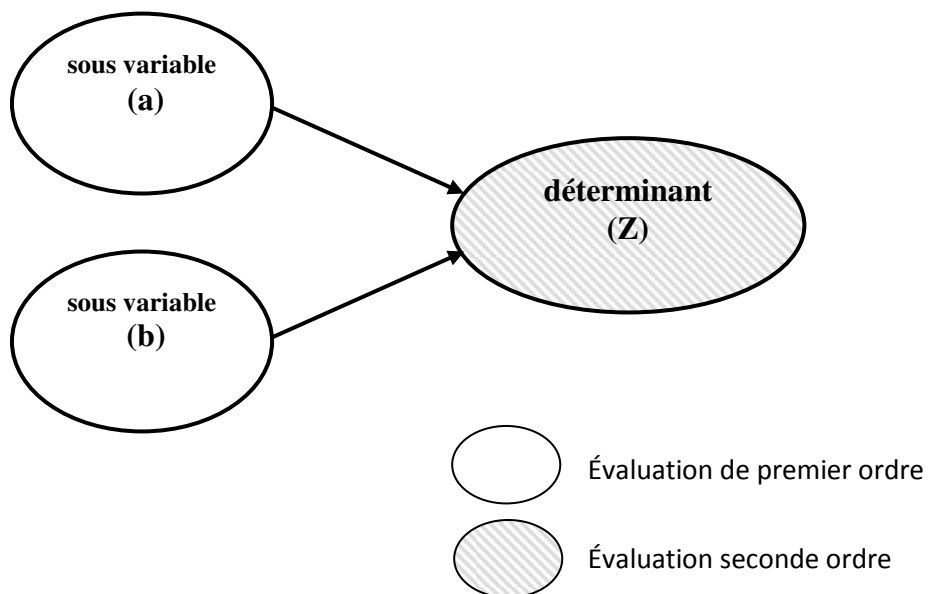 sous variable
(a)
déterminant
(Z)
sous variable
(b)
Évaluation de premier ordre
Évaluation seconde ordre